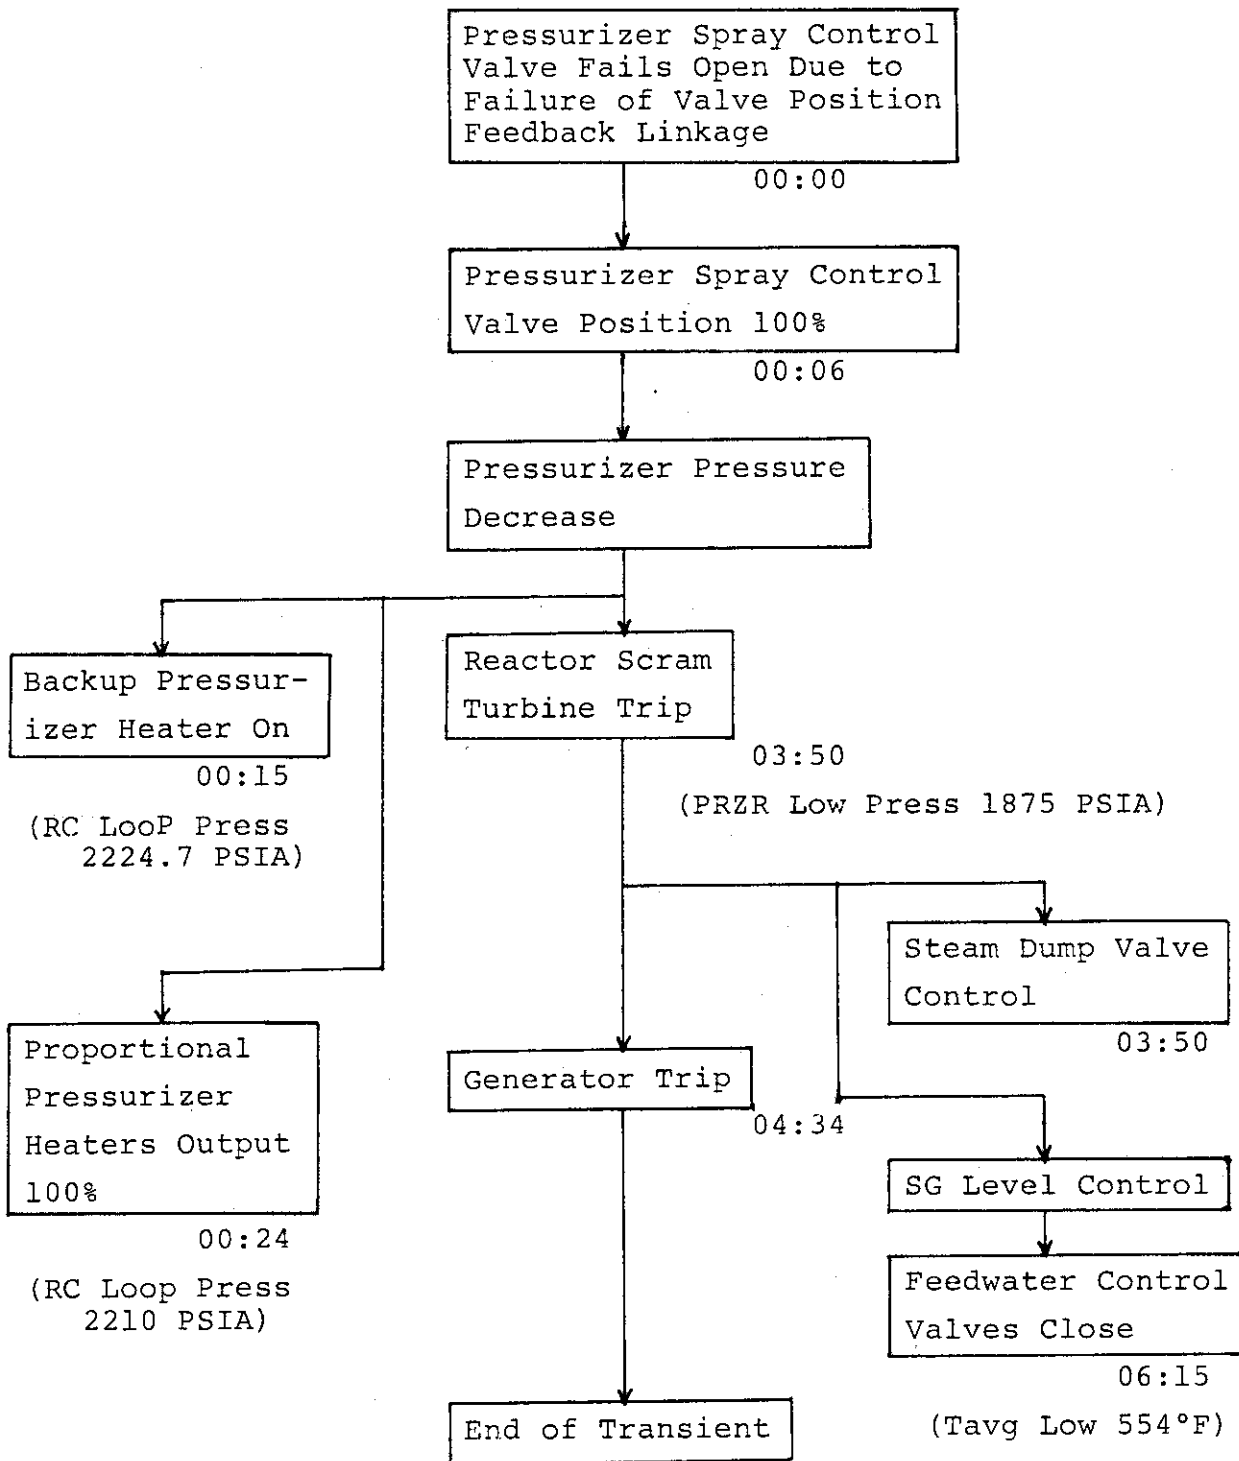 Pressurizer Spray Control
Valve Fails Open Due to
Failure of Valve Position
Feedback Linkage
00:00
Pressurizer Spray Control
Valve Position 100%
00:06
Pressurizer Pressure
Decrease
Backup Pressur-
izer Heater On
00:15
(RC LooP Press
2224.7 PSIA)
Reactor Scram
Turbine Trip
03:50
(PRZR Low Press 1875 PSIA)
Steam Dump Valve
Control
03:50
Proportional
Pressurizer
Heaters Output
100%
00:24
(RC Loop Press
2210 PSIA)
Generator Trip
04:34
SG Level Control
Feedwater Control
Valves Close
06:15
(Tavg Low 554°F)
End of Transient